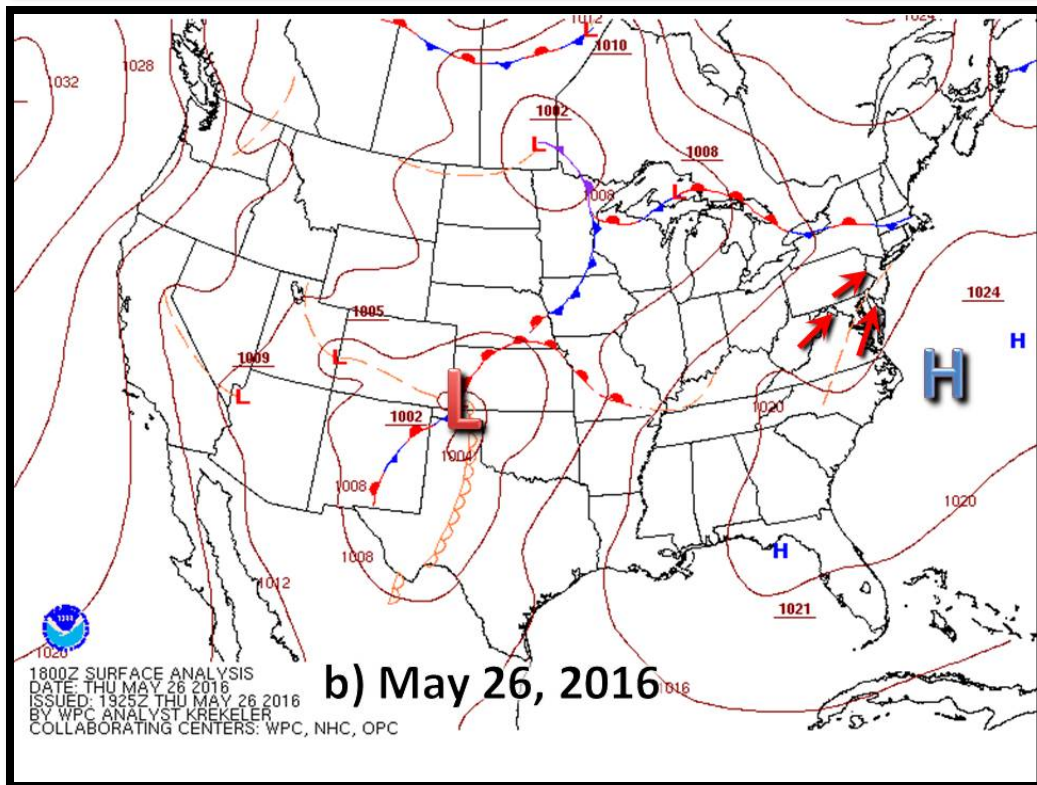 1012
1024
L
1010
1028
1032
1002
L
1008
1008
L
1024
1005
H
L
1009
H
L
L
1020
1002
1004
1008
1020
H
1008
1012
1021
1020
1016
1800Z SURFACE ANALYSIS
DATE: THU MAY 26 2016
ISSUED: 1925Z THU MAY 26 2016
BY WPC ANALYST KREKELER
COLLABORATING CENTERS: WPC, NHC, OPC
b) May 26, 2016